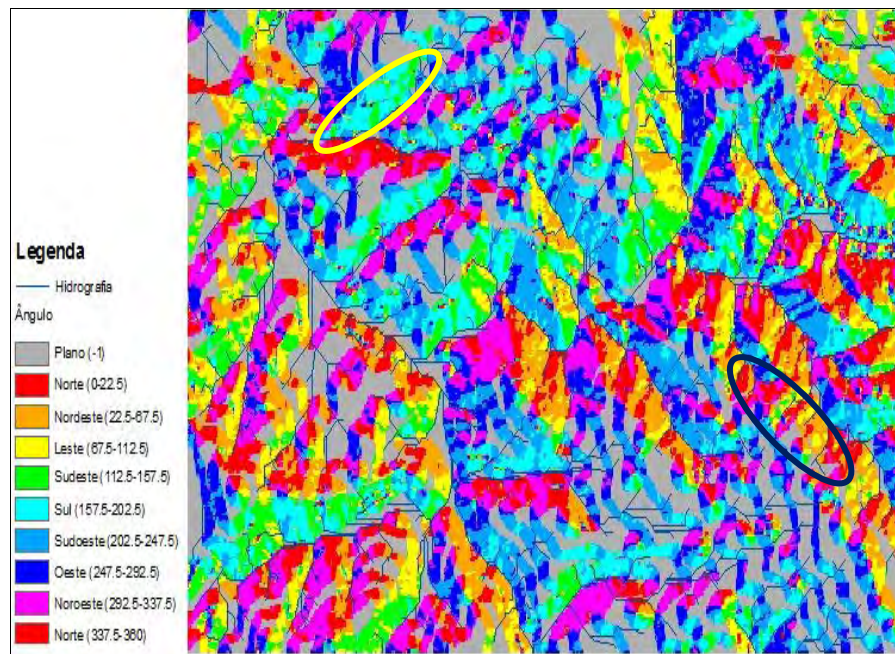 Legenda
Hidrografia
Ângulo
Plano (-1)
Norte (0-22.5)
Nordeste (22.5-67.5)
Leste (67.5-112.5)
Sudeste (112.5-157.5)
Sul (157.5-202.5)
Sudoeste (202.5-247.5)
Oeste (247.5-292.5)
Noroeste (292.5-337.5)
Norte (337.5-360)